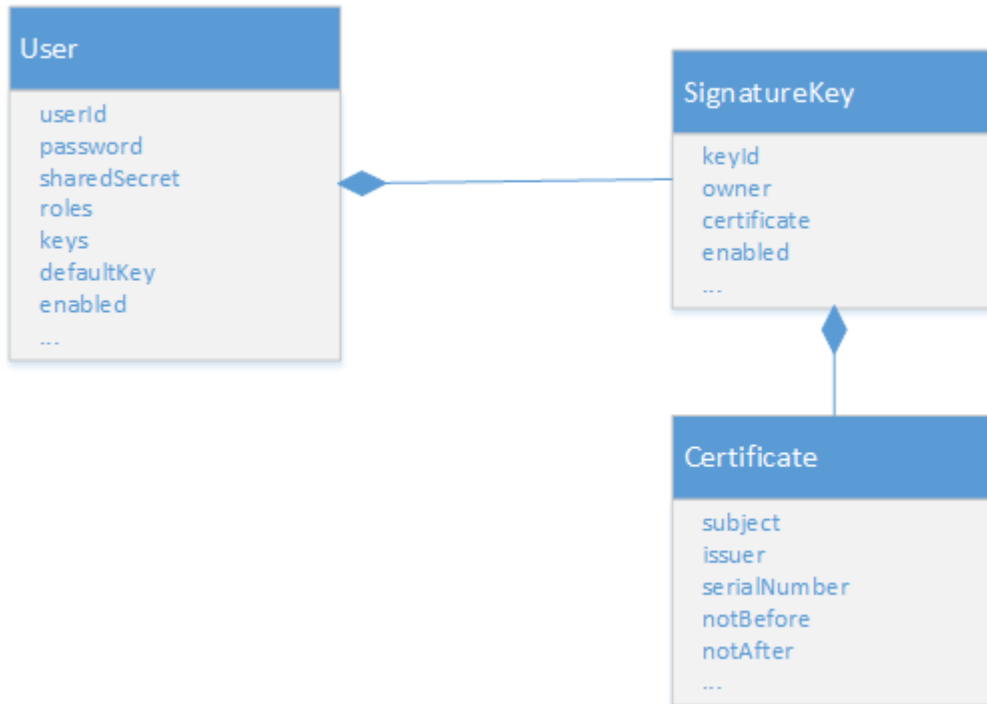 User
userId
password
sharedSecret
roles
keys
defaultKey
enabled
...
SignatureKey
keyId
owner
certificate
enabled
...
Certificate
subject
issuer
serialNumber
notBefore
notAfter
...